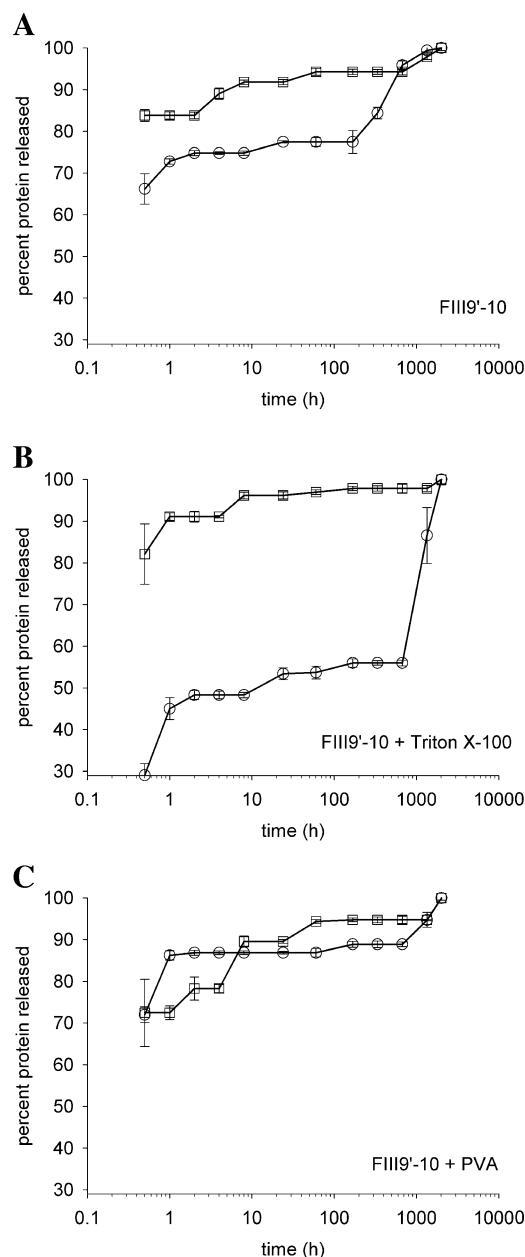 A
100
90
80
70
60
50
40
30
percent protein released
FIII9'-10
0.1 1 10 100 1000 10000
time (h)
B
100
90
80
70
60
50
40
30
percent protein released
FIII9'-10 + Triton X-100
0.1 1 10 100 1000 10000
time (h)
C
100
90
80
70
60
50
40
30
percent protein released
FIII9'-10 + PVA
0.1 1 10 100 1000 10000
time (h)